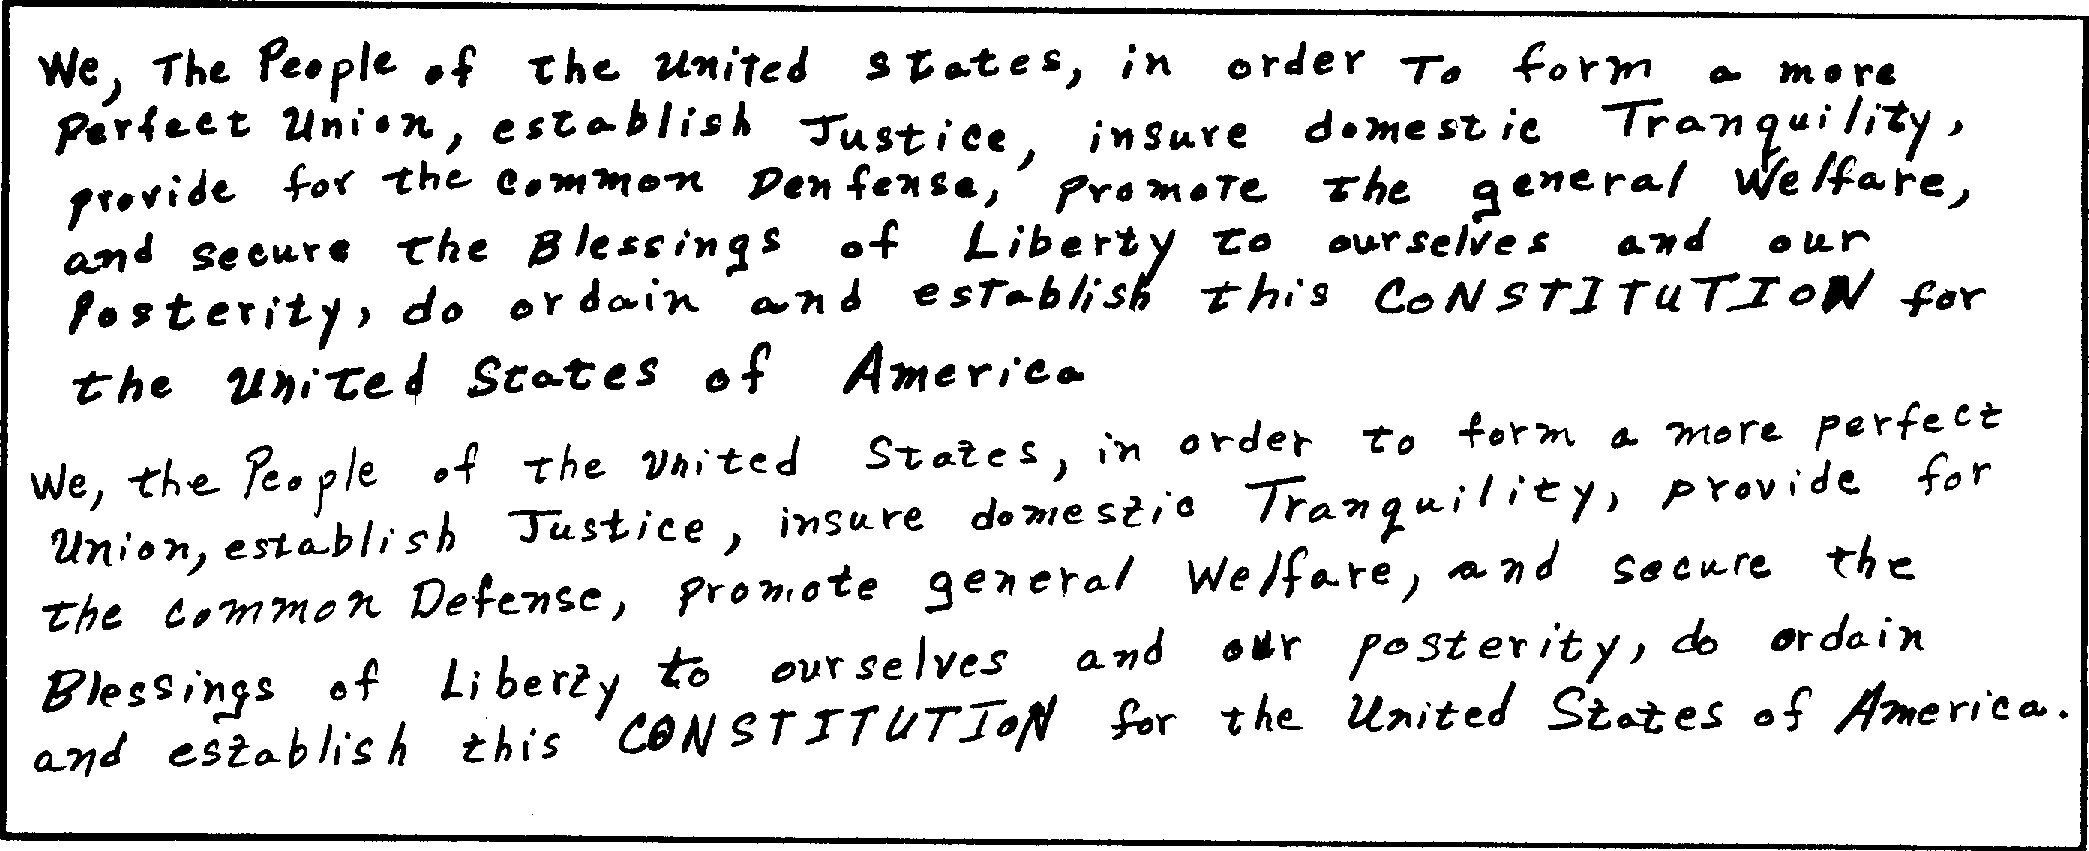 We, The People of the United States, in order To form a more
perfect Union, establish Justice, insure domestic Tranquility,
provide for the common Denfense, promote the general Welfare,
and secure the Blessings of Liberty to ourselves and our
Posterity, do ordain and establish this CONSTITUTION for
the United States of America
We, the People of the United States, in order to form a more perfect
Union, establish Justice, insure domestic Tranquility, provide for
the common Defense, promote general Welfare, and secure the
Blessings of Liberty to ourselves and our posterity, do ordain
and establish this CONSTITUTION for the United States of America.